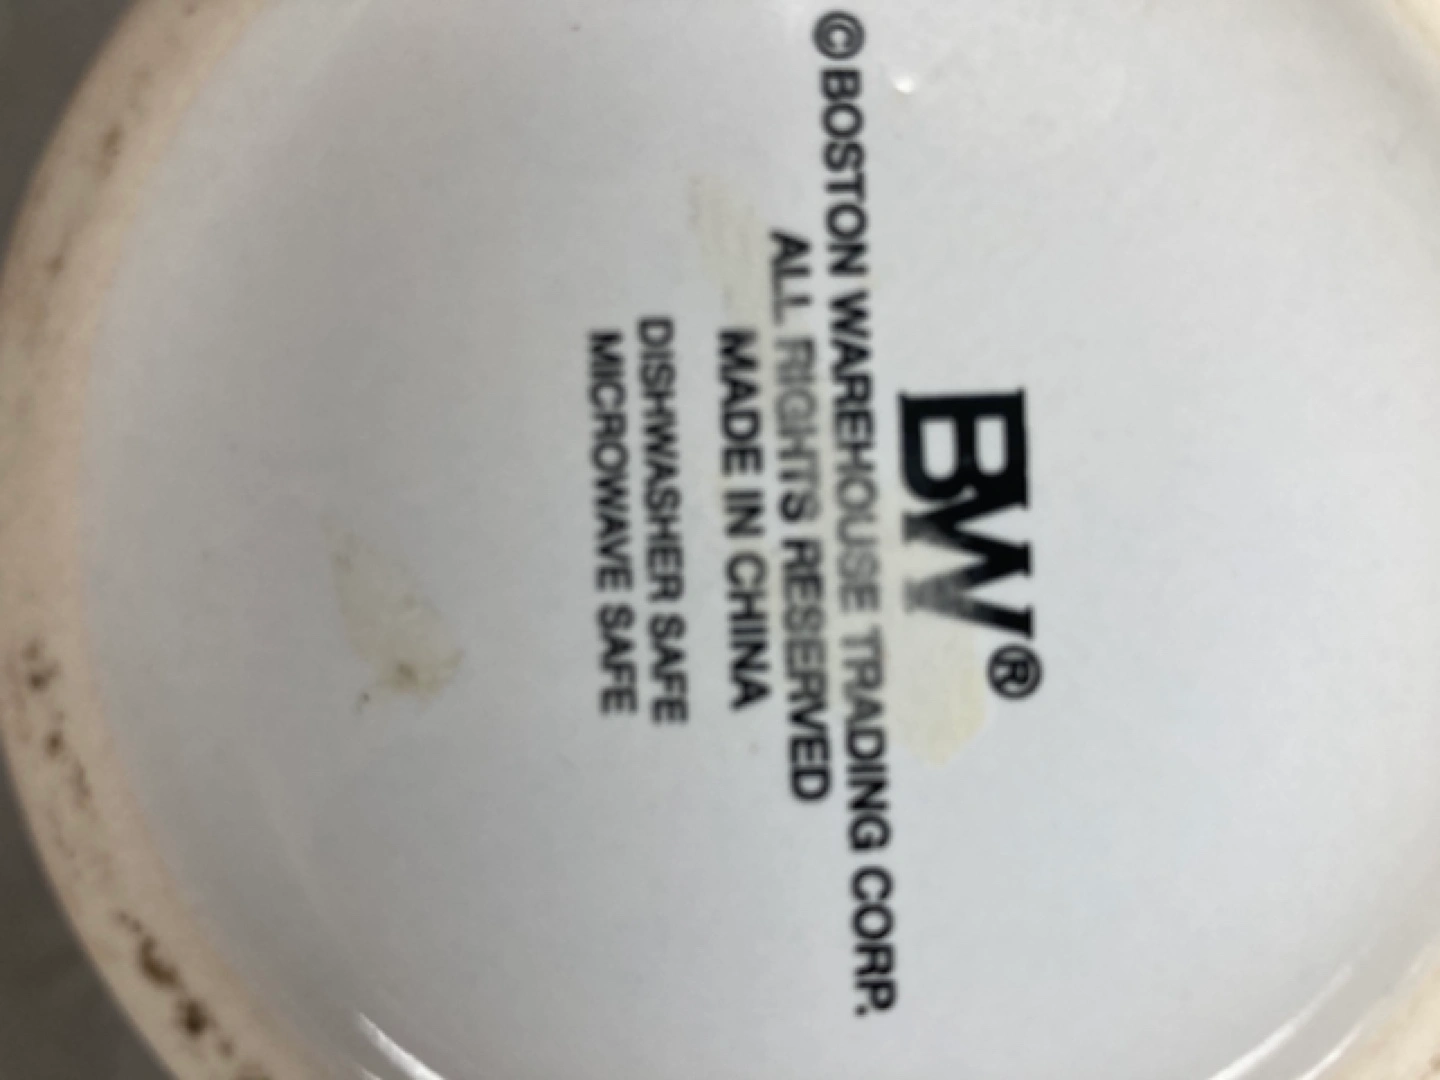 BW®
©BOSTON WAREHOUSE TRADING CORP.
ALL RIGHTS RESERVED
MADE IN CHINA
DISHWASHER SAFE
MICROWAVE SAFE